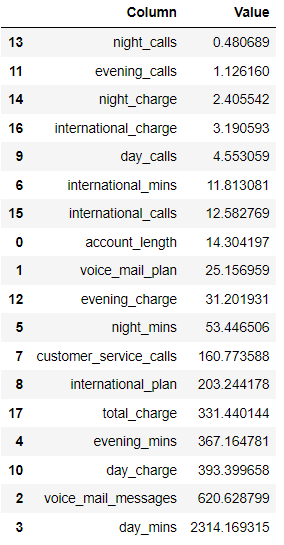 Column Value
13 night_calls 0.480689
11 evening_calls 1.126160
14 night_charge 2.405542
16 international_charge 3.190593
9 day_calls 4.553059
6 international_mins 11.813081
15 international_calls 12.582769
0 account_length 14.304197
1 voice_mail_plan 25.156959
12 evening_charge 31.201931
5 night_mins 53.446506
7 customer_service_calls 160.773588
8 international_plan 203.244178
17 total_charge 331.440144
4 evening_mins 367.164781
10 day_charge 393.399658
2 voice_mail_messages 620.628799
3 day_mins 2314.169315